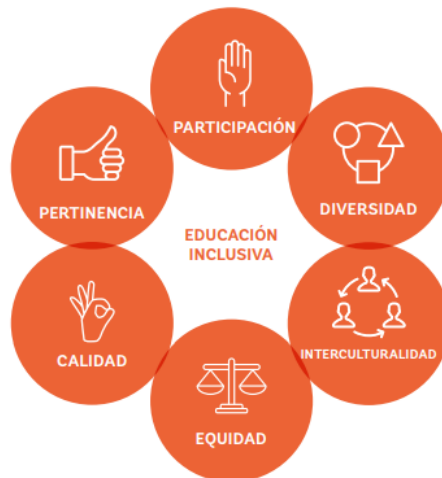 PARTICIPACIÓN
PERTINENCIA
DIVERSIDAD
EDUCACIÓN
INCLUSIVA
CALIDAD
INTERCULTURALIDAD
EQUIDAD